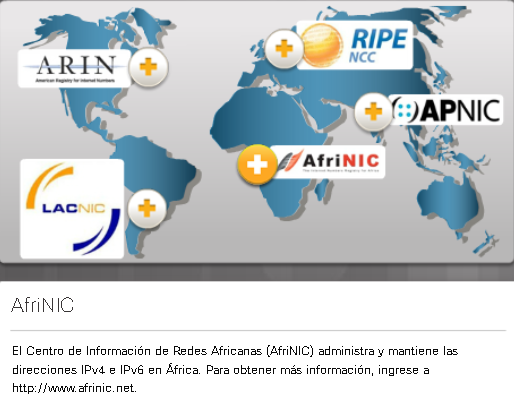 ARIN
American Registry for Internet Numbers
RIPE
NCC
APNIC
AfriNIC
The Internet Numbers Registry for Africa
LACNIC
AfriNIC
El Centro de Información de Redes Africanas (AfriNIC) administra y mantiene las
direcciones IPv4 e IPv6 en África. Para obtener más información, ingrese a
http://www.afrinic.net.